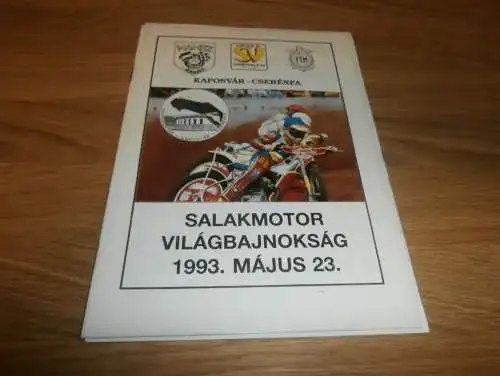 KAPOSVÁR - CSERÉNFA
SALAKMOTOR
VILÁGBAJNOKSÁG
1993. MÁJUS 23.